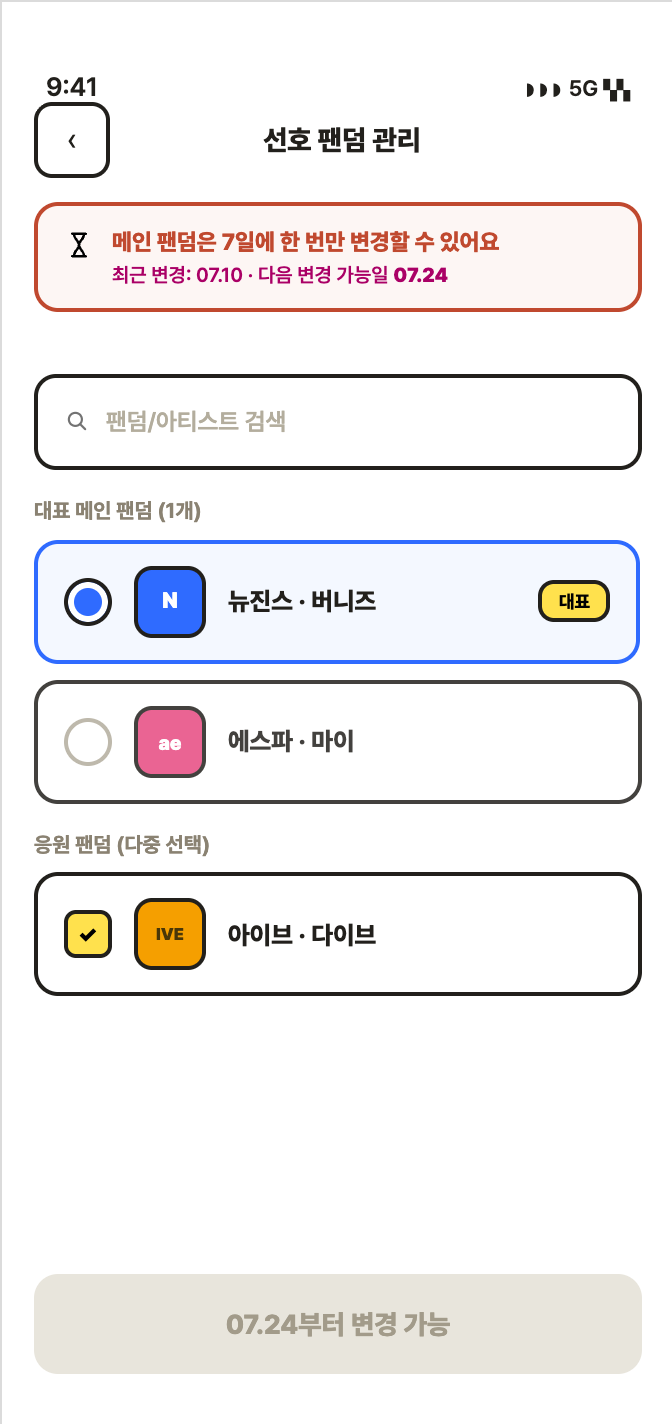 9:41
5G
‹
선호 팬덤 관리
메인 팬덤은 7일에 한 번만 변경할 수 있어요
최근 변경: 07.10 · 다음 변경 가능일 07.24
팬덤/아티스트 검색
대표 메인 팬덤 (1개)
N 뉴진스 · 버니즈 대표
ae 에스파 · 마이
응원 팬덤 (다중 선택)
IVE 아이브 · 다이브
07.24부터 변경 가능